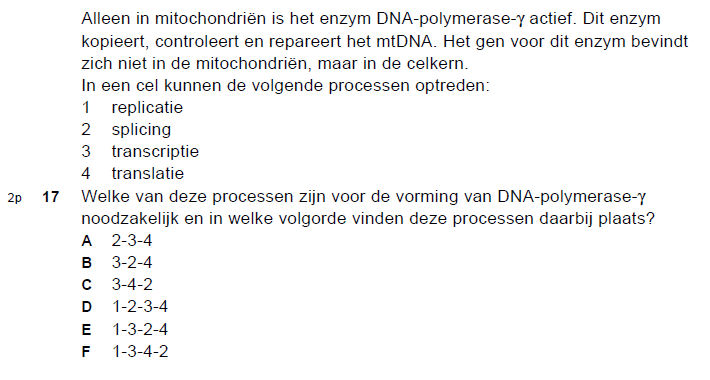 Alleen in mitochondriën is het enzym DNA-polymerase-γ actief. Dit enzym
kopieert, controleert en repareert het mtDNA. Het gen voor dit enzym bevindt
zich niet in de mitochondriën, maar in de celkern.
In een cel kunnen de volgende processen optreden:
1 replicatie
2 splicing
3 transcriptie
4 translatie
2p 17 Welke van deze processen zijn voor de vorming van DNA-polymerase-γ
noodzakelijk en in welke volgorde vinden deze processen daarbij plaats?
A 2-3-4
B 3-2-4
C 3-4-2
D 1-2-3-4
E 1-3-2-4
F 1-3-4-2